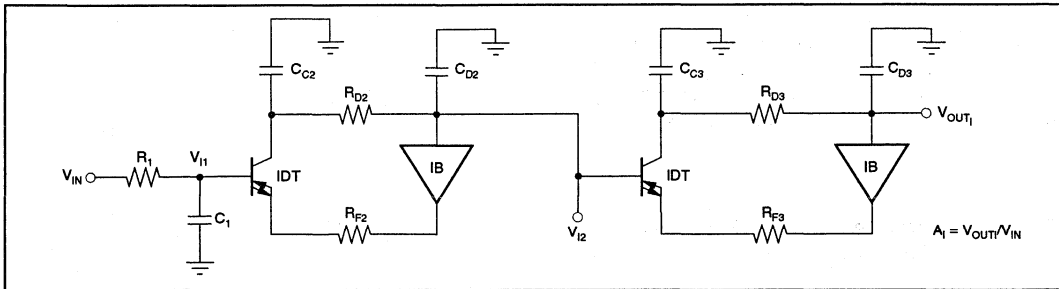 C_C2
C_D2
C_C3
C_D3
R_D2
R_D3
V_OUT_I
R_1
V_I1
IB
IB
V_IN
IDT
IDT
C_1
R_F2
V_I2
R_F3
A_I = V_OUTI/V_IN